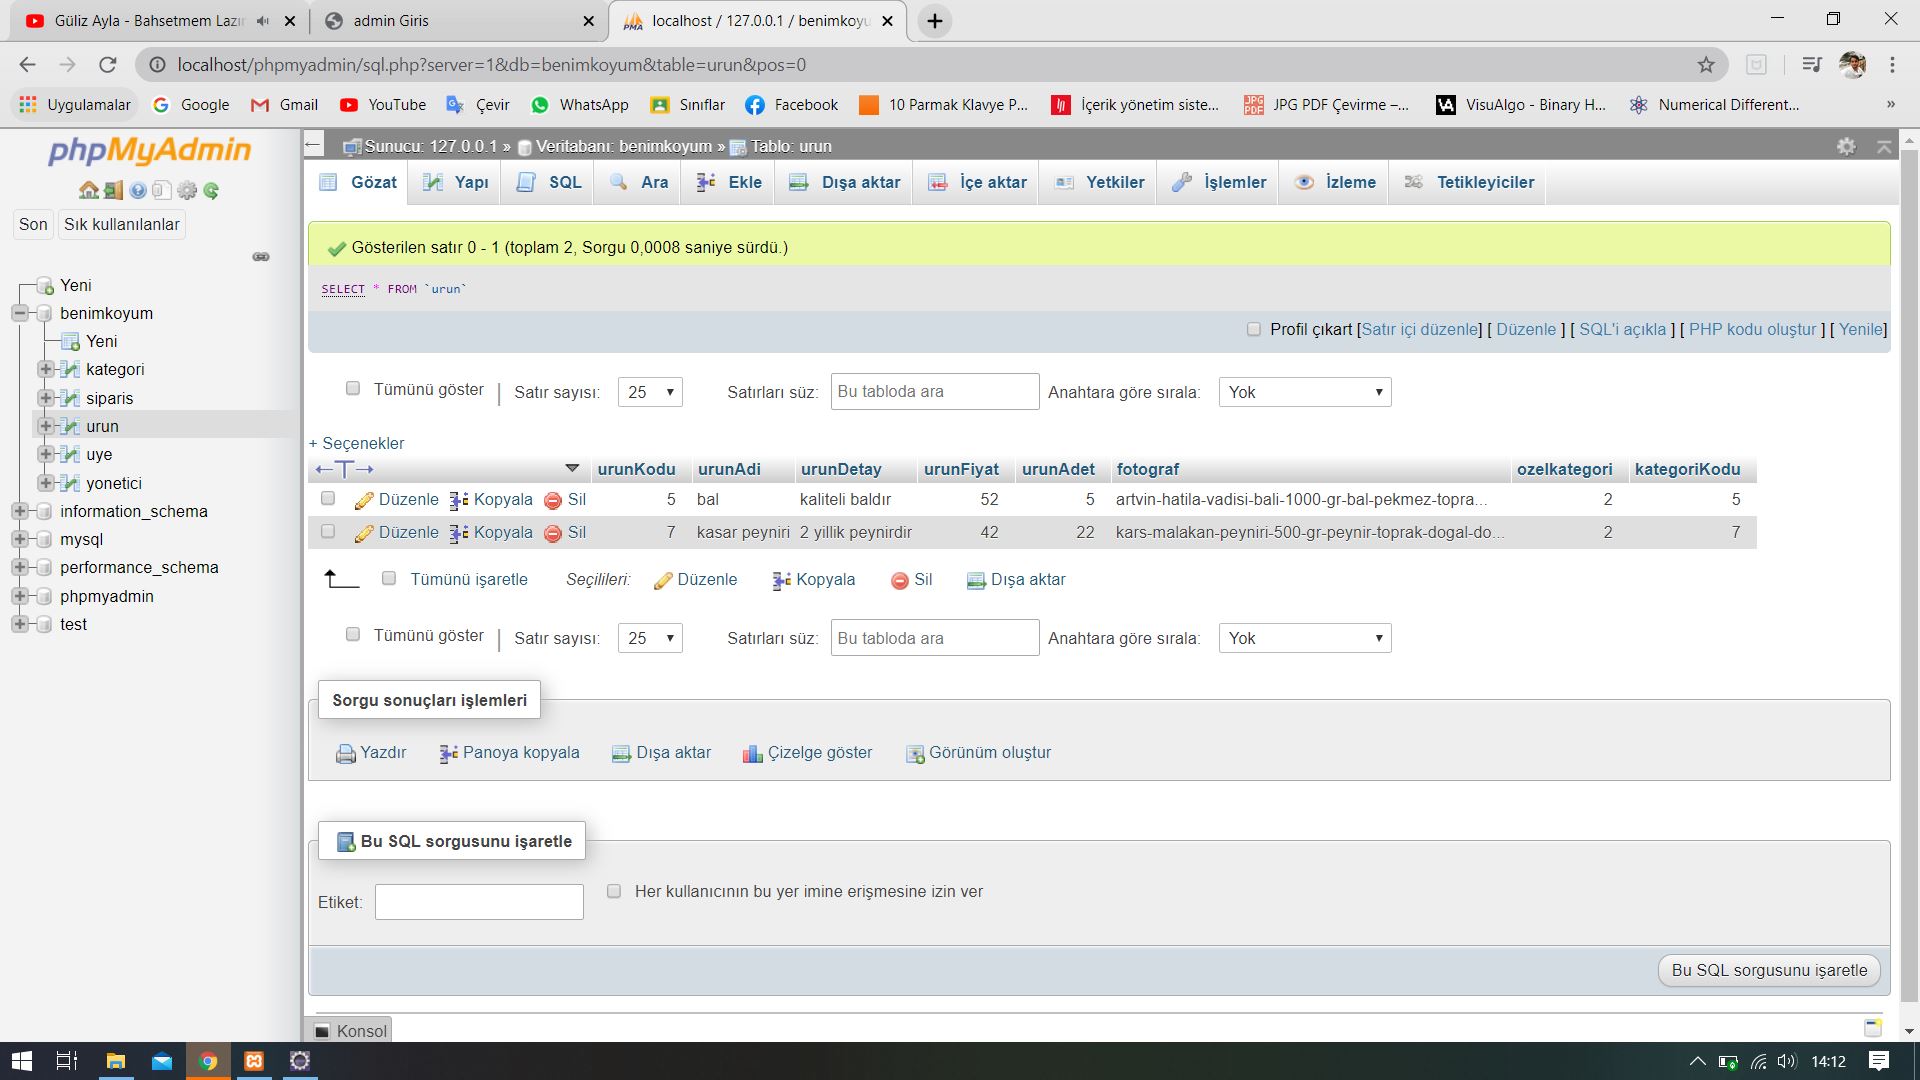 Güliz Ayla - Bahsetmem Lazı
admin Giris
localhost / 127.0.0.1 / benimkoyu
localhost/phpmyadmin/sql.php?server=1&db=benimkoyum&table=urun&pos=0
Uygulamalar Google Gmail YouTube Çevir WhatsApp Sınıflar Facebook 10 Parmak Klavye P... İçerik yönetim siste... JPG PDF Çevirme –... VisuAlgo - Binary H... Numerical Different... »
phpMyAdmin
Son Sık kullanılanlar
Yeni
benimkoyum
Yeni
kategori
siparis
urun
uye
yonetici
information_schema
mysql
performance_schema
phpmyadmin
test
Sunucu: 127.0.0.1 » Veritabanı: benimkoyum » Tablo: urun
Gözat Yapı SQL Ara Ekle Dışa aktar İçe aktar Yetkiler İşlemler İzleme Tetikleyiciler
Gösterilen satır 0 - 1 (toplam 2, Sorgu 0,0008 saniye sürdü.)
SELECT * FROM `urun`
Profil çıkart [Satır içi düzenle] [ Düzenle ] [ SQL'i açıkla ] [ PHP kodu oluştur ] [ Yenile]
Tümünü göster | Satır sayısı: 25 Satırları süz: Bu tabloda ara Anahtara göre sırala: Yok
+ Seçenekler
←T→ urunKodu urunAdi urunDetay urunFiyat urunAdet fotograf ozelkategori kategoriKodu
Düzenle Kopyala Sil 5 bal kaliteli baldır 52 5 artvin-hatila-vadisi-bali-1000-gr-bal-pekmez-topra... 2 5
Düzenle Kopyala Sil 7 kasar peyniri 2 yillik peynirdir 42 22 kars-malakan-peyniri-500-gr-peynir-toprak-dogal-do... 2 7
Tümünü işaretle Seçilileri: Düzenle Kopyala Sil Dışa aktar
Tümünü göster | Satır sayısı: 25 Satırları süz: Bu tabloda ara Anahtara göre sırala: Yok
Sorgu sonuçları işlemleri
Yazdır Panoya kopyala Dışa aktar Çizelge göster Görünüm oluştur
Bu SQL sorgusunu işaretle
Etiket: Her kullanıcının bu yer imine erişmesine izin ver
Bu SQL sorgusunu işaretle
Konsol
14:12